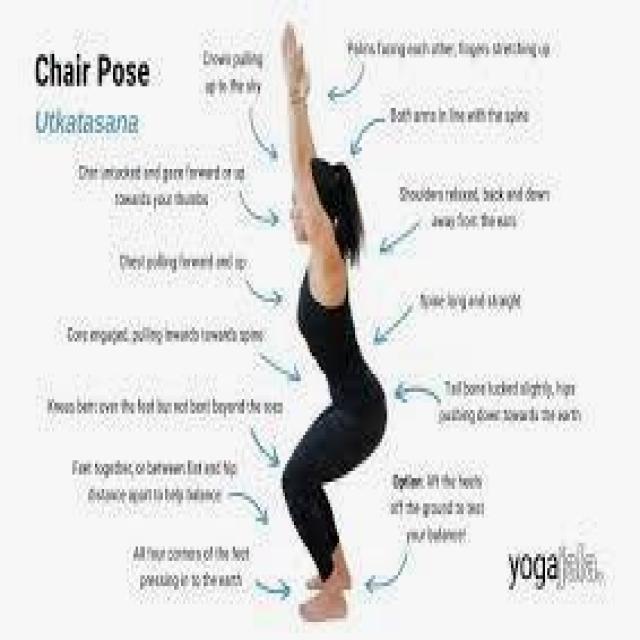 Chair Pose
Utkatasana
Crown pulling
up to the sky
Palms facing each other, fingers stretching up
Both arms in line with the spine
Chin untucked and gaze forward or up
towards your thumbs
Shoulders relaxed, back and down
away from the ears
Chest pulling forward and up
Spine long and straight
Core engaged, pulling inwards towards spine
Tail bone tucked slightly, hips
pushing down towards the earth
Knees bent over the feet but not bent beyond the toes
Feet together, or between fist and hip
distance apart to help balance
Option: lift the heels
off the ground to test
your balance!
All four corners of the feet
pressing in to the earth
yogajala